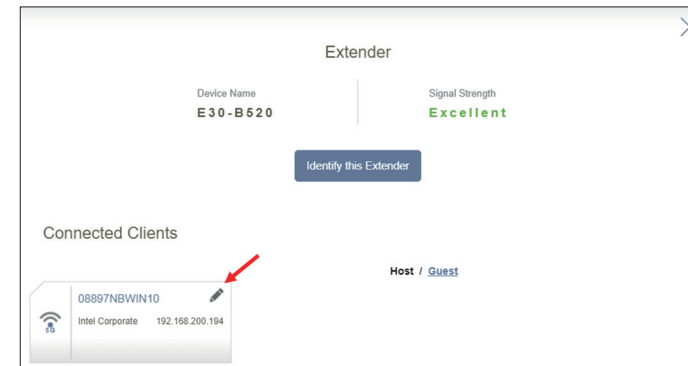 Extender
Device Name
E30-B520
Signal Strength
Excellent
Identify this Extender
Connected Clients
Host / Guest
08897NBWIN10
5G
Intel Corporate 192.168.200.194